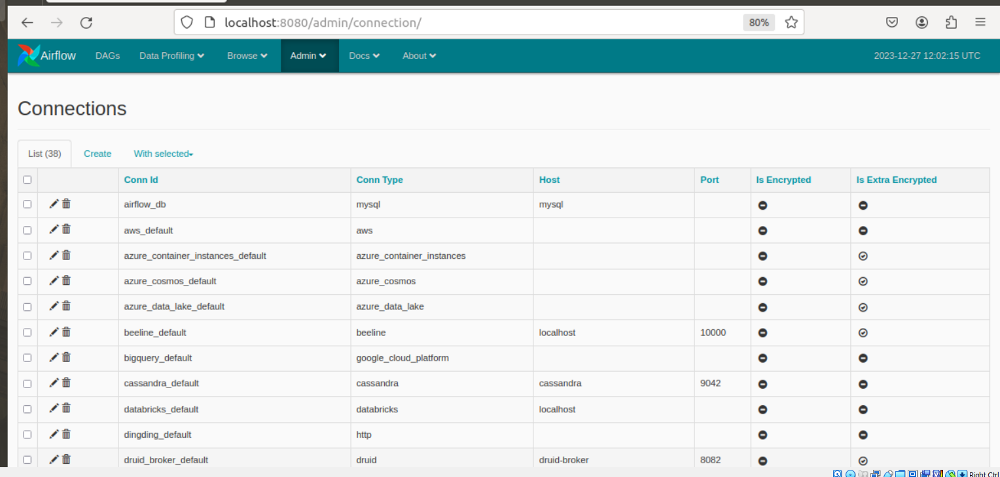 localhost:8080/admin/connection/ 80%
Airflow DAGs Data Profiling Browse Admin Docs About 2023-12-27 12:02:15 UTC
Connections
List (38) Create With selected
Conn Id Conn Type Host Port Is Encrypted Is Extra Encrypted
airflow_db mysql mysql
aws_default aws
azure_container_instances_default azure_container_instances
azure_cosmos_default azure_cosmos
azure_data_lake_default azure_data_lake
beeline_default beeline localhost 10000
bigquery_default google_cloud_platform
cassandra_default cassandra cassandra 9042
databricks_default databricks localhost
dingding_default http
druid_broker_default druid druid-broker 8082
Right Ctrl